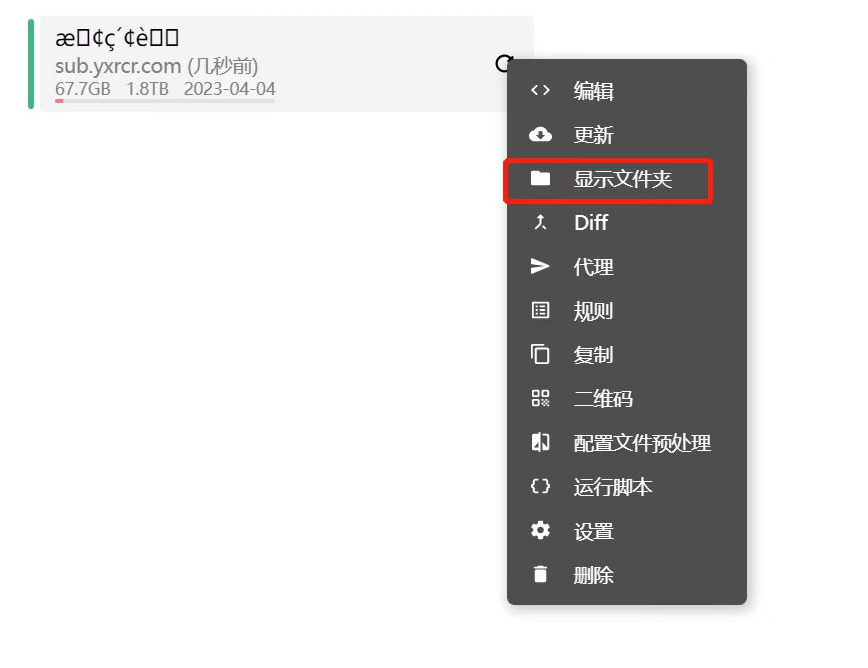 æ￿¢ç´¢è￿￿
sub.yxrcr.com (几秒前)
67.7GB 1.8TB 2023-04-04
编辑
更新
显示文件夹
Diff
代理
规则
复制
二维码
配置文件预处理
运行脚本
设置
删除